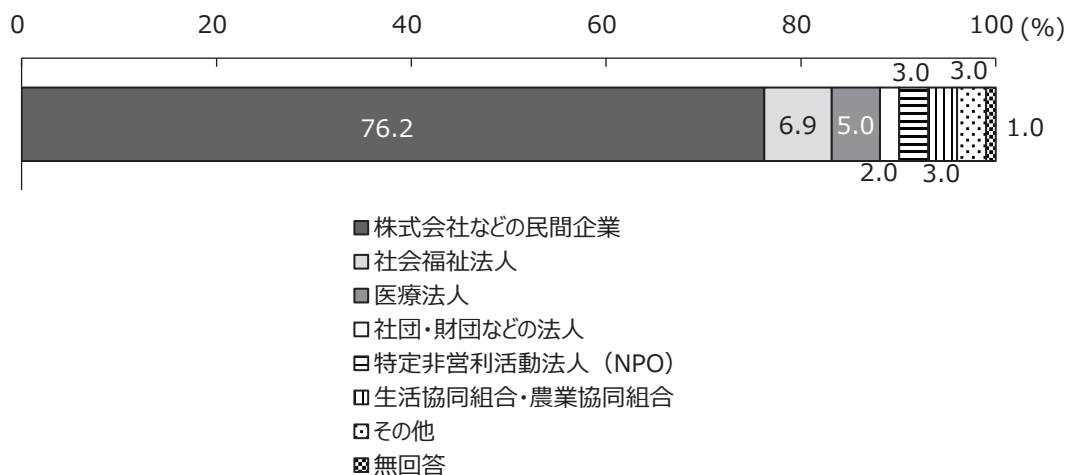 0 20 40 60 80 100 (%)
3.0 3.0
76.2 6.9 5.0 1.0
2.0 3.0
株式会社などの民間企業
社会福祉法人
医療法人
社団・財団などの法人
特定非営利活動法人（NPO）
生活協同組合・農業協同組合
その他
無回答